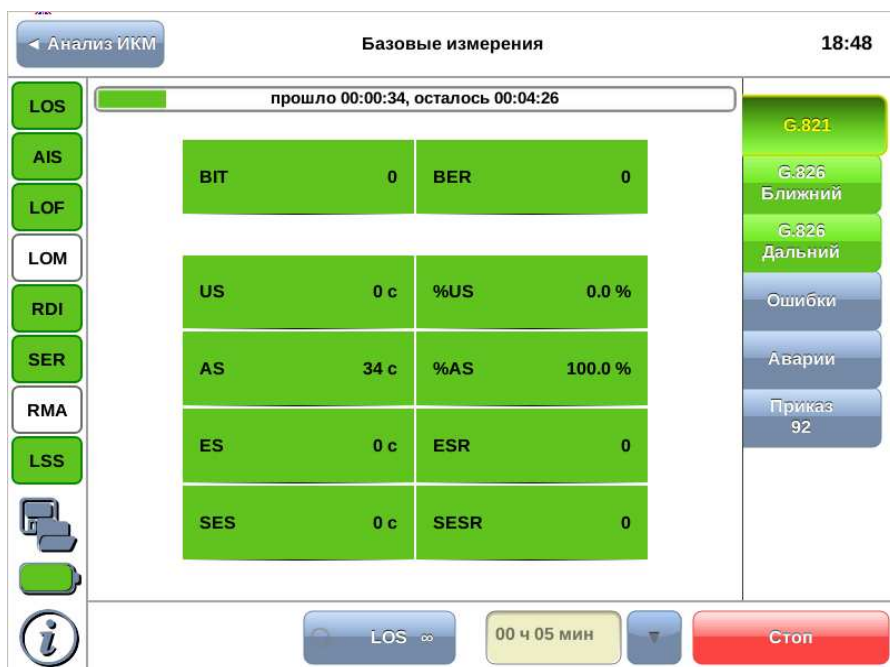 ◄ Анализ ИКМ
Базовые измерения
18:48
прошло 00:00:34, осталось 00:04:26
LOS
AIS
LOF
LOM
RDI
SER
RMA
LSS
BIT 0 BER 0
US 0 с %US 0.0 %
AS 34 с %AS 100.0 %
ES 0 с ESR 0
SES 0 с SESR 0
G.821
G.826
Ближний
G.826
Дальний
Ошибки
Аварии
Приказ
92
i
LOS ∞
00 ч 05 мин
▼
Стоп